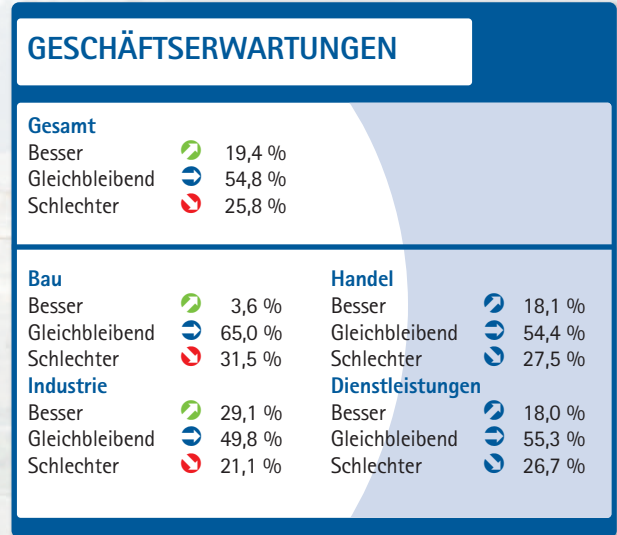 GESCHÄFTSERWARTUNGEN
Gesamt
Besser 19,4 %
Gleichbleibend 54,8 %
Schlechter 25,8 %
Bau
Besser 3,6 %
Gleichbleibend 65,0 %
Schlechter 31,5 %
Industrie
Besser 29,1 %
Gleichbleibend 49,8 %
Schlechter 21,1 %
Handel
Besser 18,1 %
Gleichbleibend 54,4 %
Schlechter 27,5 %
Dienstleistungen
Besser 18,0 %
Gleichbleibend 55,3 %
Schlechter 26,7 %